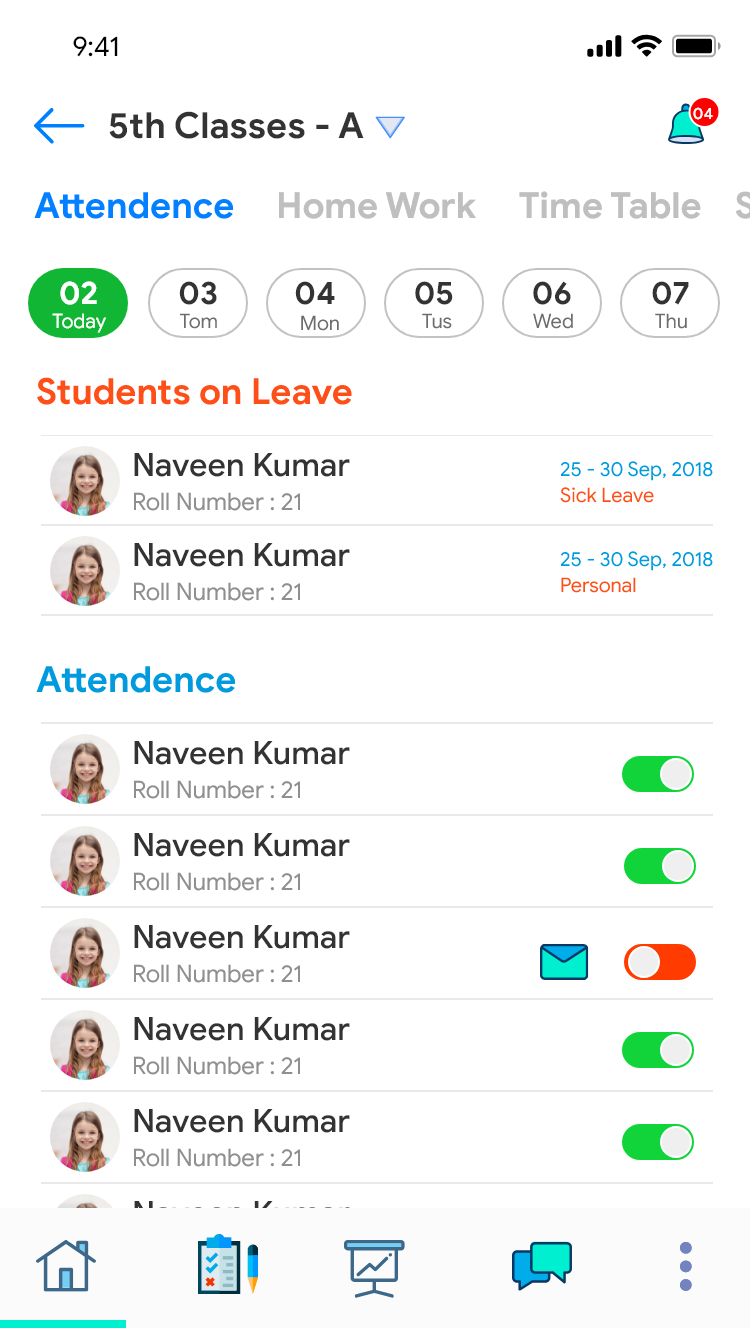 9:41
5th Classes - A
04
Attendence Home Work Time Table S
02 03 04 05 06 07
Today Tom Mon Tus Wed Thu
Students on Leave
Naveen Kumar
25 - 30 Sep, 2018
Roll Number : 21
Sick Leave
Naveen Kumar
25 - 30 Sep, 2018
Roll Number : 21
Personal
Attendence
Naveen Kumar
Roll Number : 21
Naveen Kumar
Roll Number : 21
Naveen Kumar
Roll Number : 21
Naveen Kumar
Roll Number : 21
Naveen Kumar
Roll Number : 21
Naveen Kumar